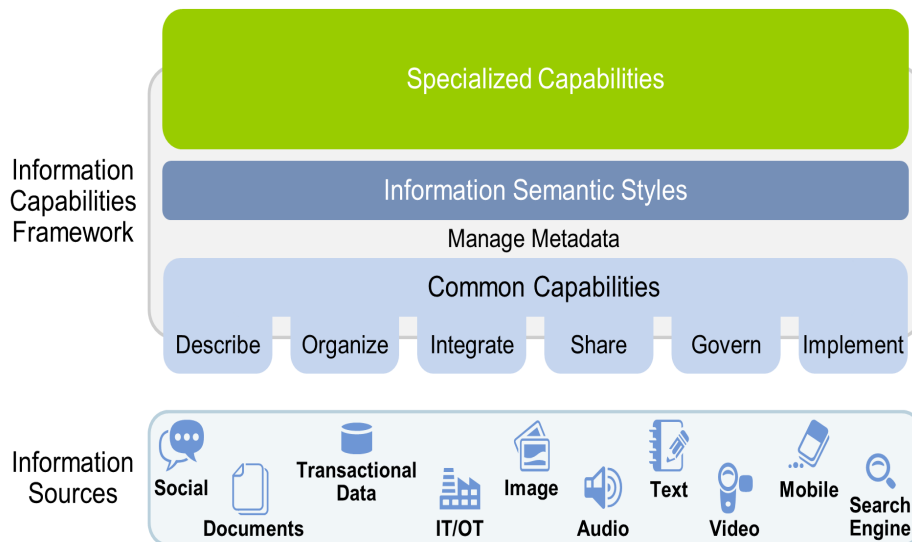 Specialized Capabilities
Information
Capabilities
Framework
Information Semantic Styles
Manage Metadata
Common Capabilities
Describe
Organize
Integrate
Share
Govern
Implement
Information
Sources
Social
Documents
Transactional
Data
IT/OT
Image
Audio
Text
Video
Mobile
Search
Engine